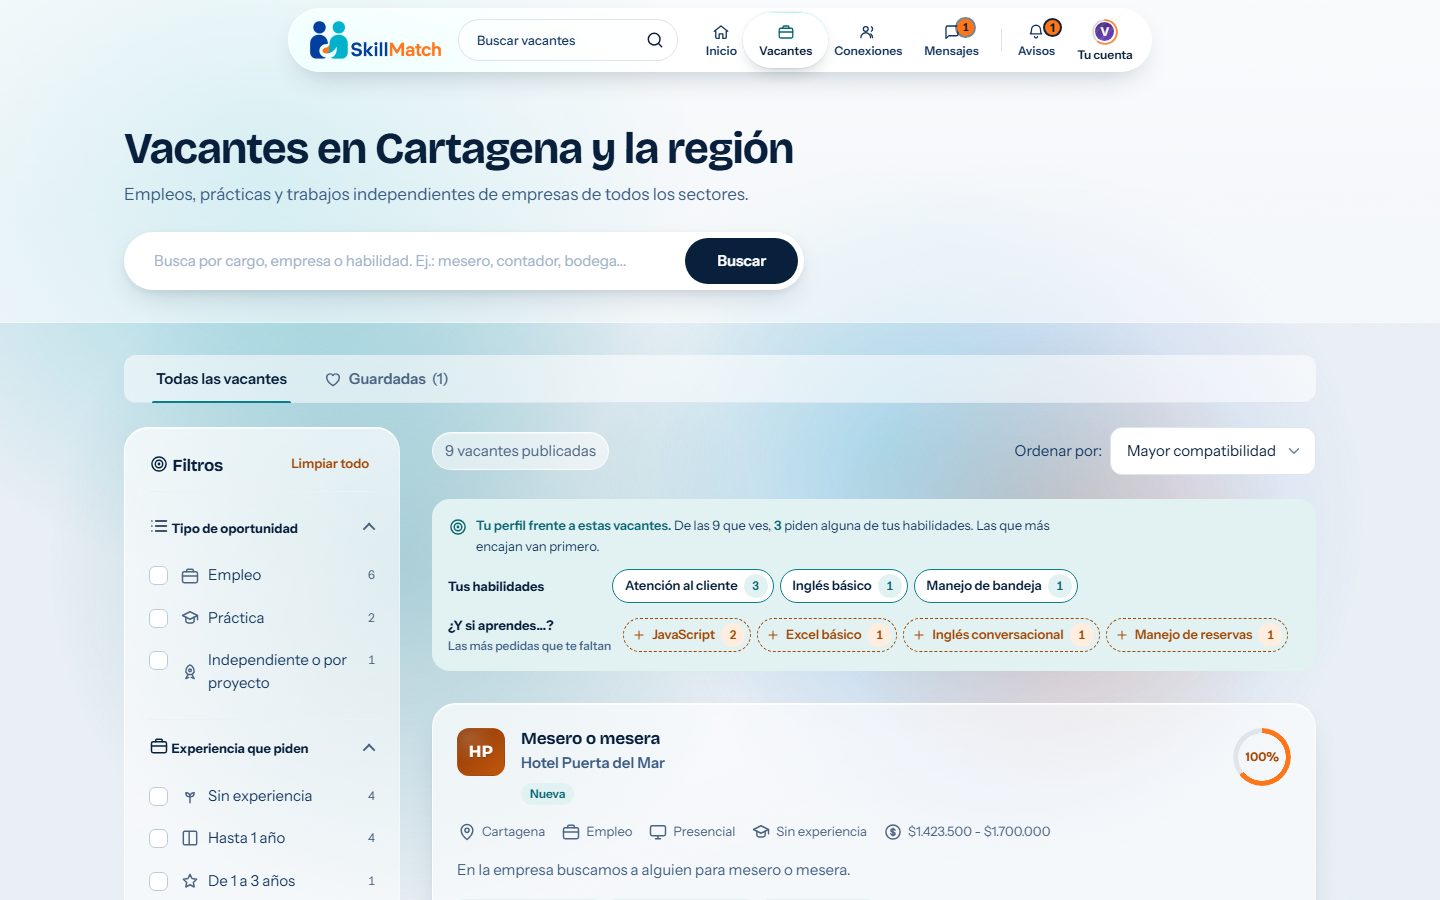 SkillMatch
Buscar vacantes
Inicio
Vacantes
Conexiones
1
Mensajes
1
Avisos
V
Tu cuenta
Vacantes en Cartagena y la región
Empleos, prácticas y trabajos independientes de empresas de todos los sectores.
Busca por cargo, empresa o habilidad. Ej.: mesero, contador, bodega...
Buscar
Todas las vacantes
Guardadas (1)
Filtros
Limpiar todo
Tipo de oportunidad
Empleo 6
Práctica 2
Independiente o por 1
proyecto
Experiencia que piden
Sin experiencia 4
Hasta 1 año 4
De 1 a 3 años 1
9 vacantes publicadas
Ordenar por: Mayor compatibilidad
Tu perfil frente a estas vacantes. De las 9 que ves, 3 piden alguna de tus habilidades. Las que más
encajan van primero.
Tus habilidades
Atención al cliente 3
Inglés básico 1
Manejo de bandeja 1
¿Y si aprendes...?
Las más pedidas que te faltan
+ JavaScript 2
+ Excel básico 1
+ Inglés conversacional 1
+ Manejo de reservas 1
HP
Mesero o mesera
Hotel Puerta del Mar
Nueva
100%
Cartagena
Empleo
Presencial
Sin experiencia
$1.423.500 - $1.700.000
En la empresa buscamos a alguien para mesero o mesera.